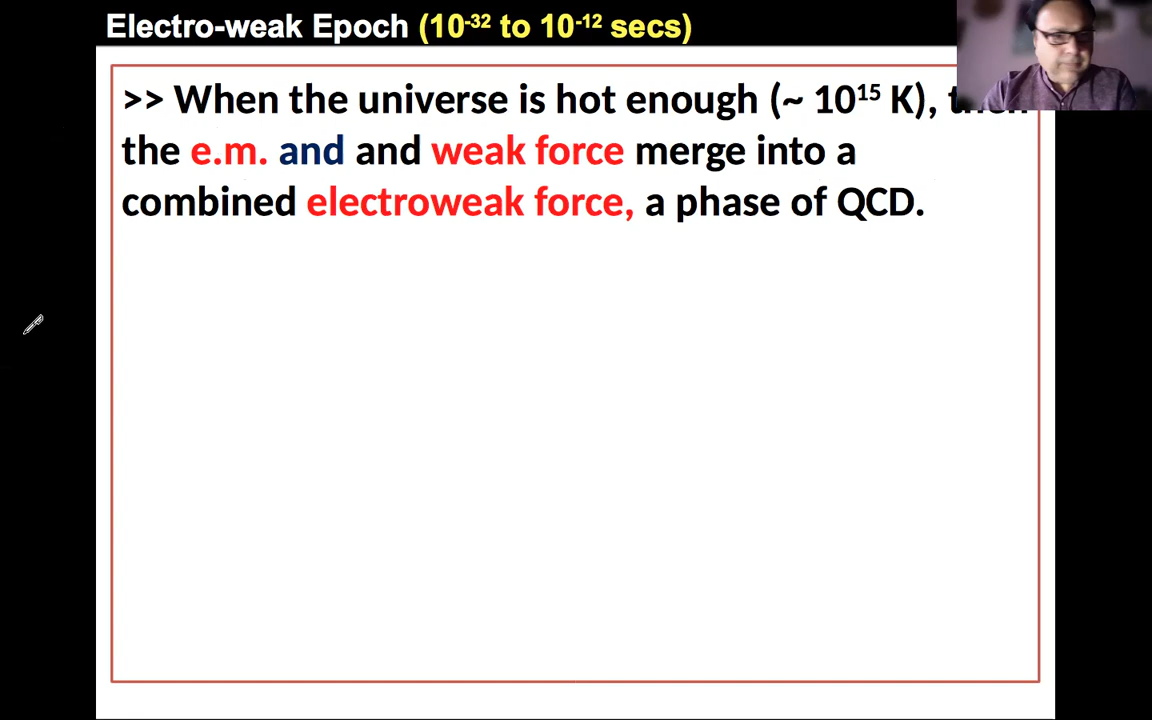 Electro-weak Epoch (10⁻³² to 10⁻¹² secs)
>> When the universe is hot enough (~ 10¹⁵ K),
the e.m. and and weak force merge into a
combined electroweak force, a phase of QCD.